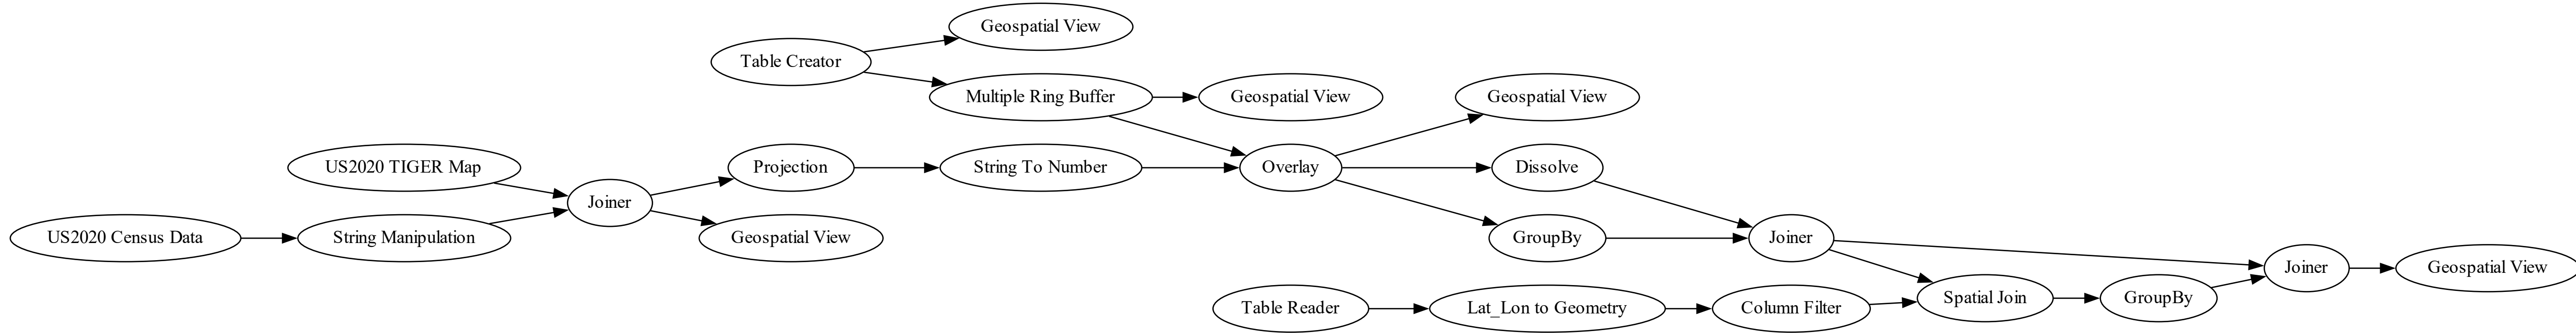 Geospatial View
Table Creator
Multiple Ring Buffer
Geospatial View
Geospatial View
US2020 TIGER Map
Projection
String To Number
Overlay
Dissolve
Joiner
US2020 Census Data
String Manipulation
Geospatial View
GroupBy
Joiner
Joiner
Geospatial View
Table Reader
Lat_Lon to Geometry
Column Filter
Spatial Join
GroupBy